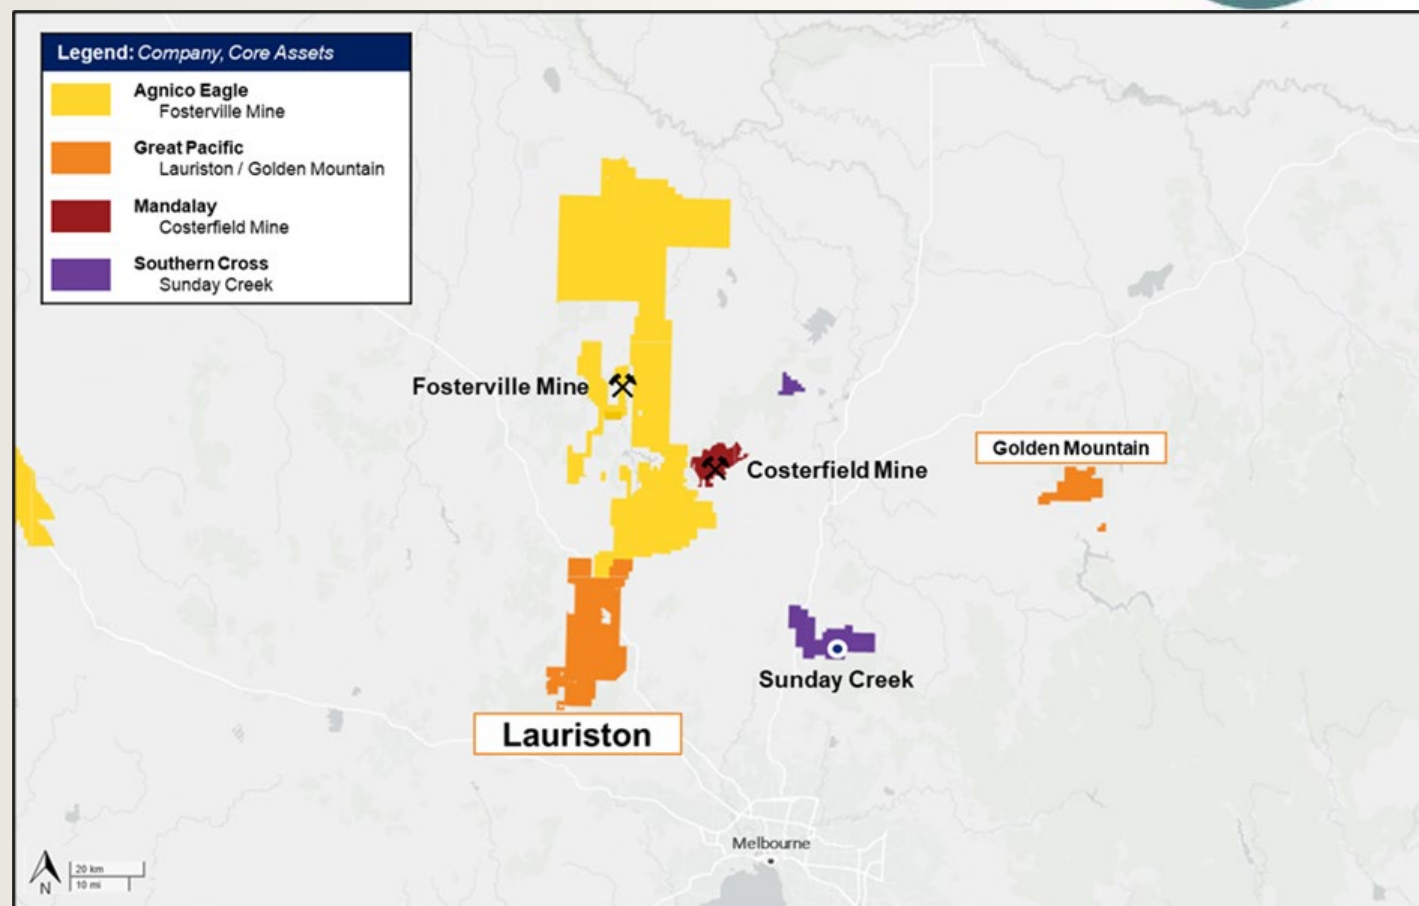 Legend: Company, Core Assets
Agnico Eagle
Fosterville Mine
Great Pacific
Lauriston / Golden Mountain
Mandalay
Costerfield Mine
Southern Cross
Sunday Creek
Fosterville Mine
Golden Mountain
Costerfield Mine
Sunday Creek
Lauriston
Melbourne
20 km
10 mi
N